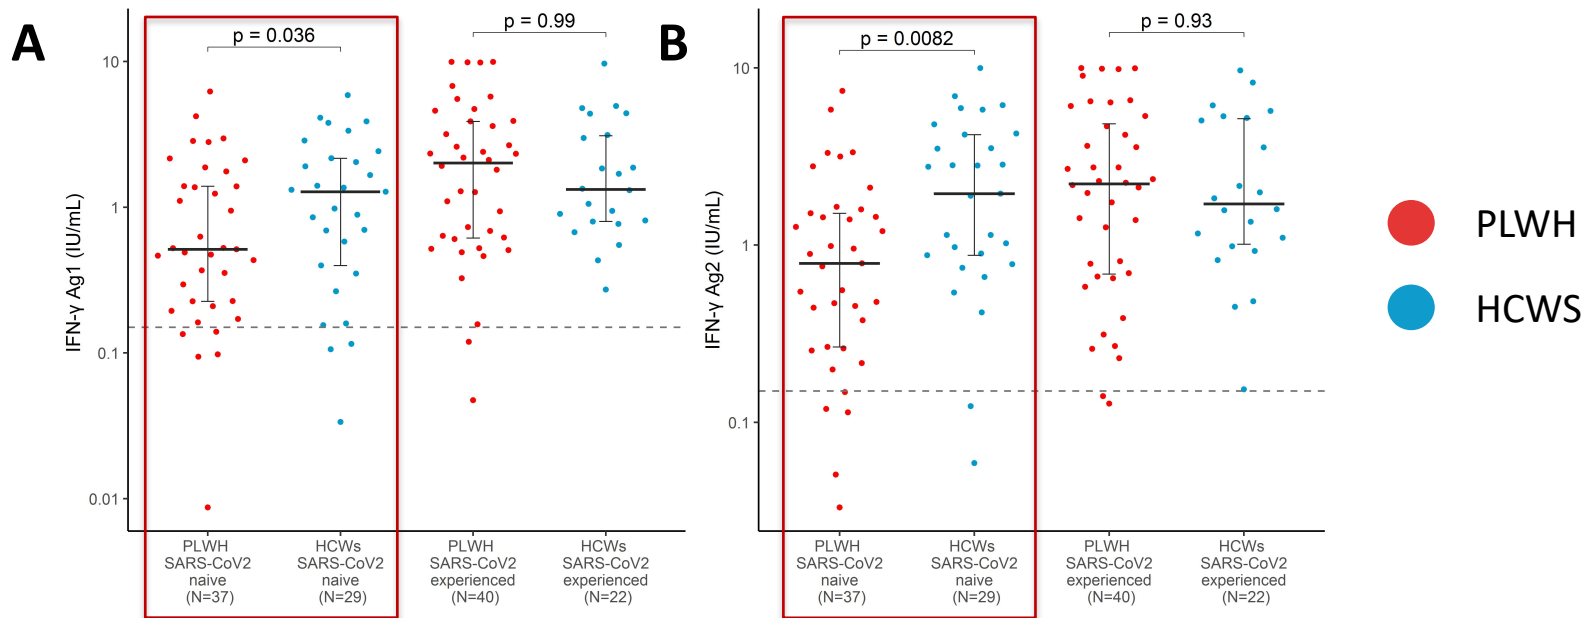 A
p = 0.036
p = 0.99
IFN-γ Ag1 (IU/mL)
10
1
0.1
0.01
PLWH
SARS-CoV2
naive
(N=37)
HCWs
SARS-CoV2
naive
(N=29)
PLWH
SARS-CoV2
experienced
(N=40)
HCWs
SARS-CoV2
experienced
(N=22)
B
p = 0.0082
p = 0.93
IFN-γ Ag2 (IU/mL)
10
1
0.1
PLWH
SARS-CoV2
naive
(N=37)
HCWs
SARS-CoV2
naive
(N=29)
PLWH
SARS-CoV2
experienced
(N=40)
HCWs
SARS-CoV2
experienced
(N=22)
PLWH
HCWS